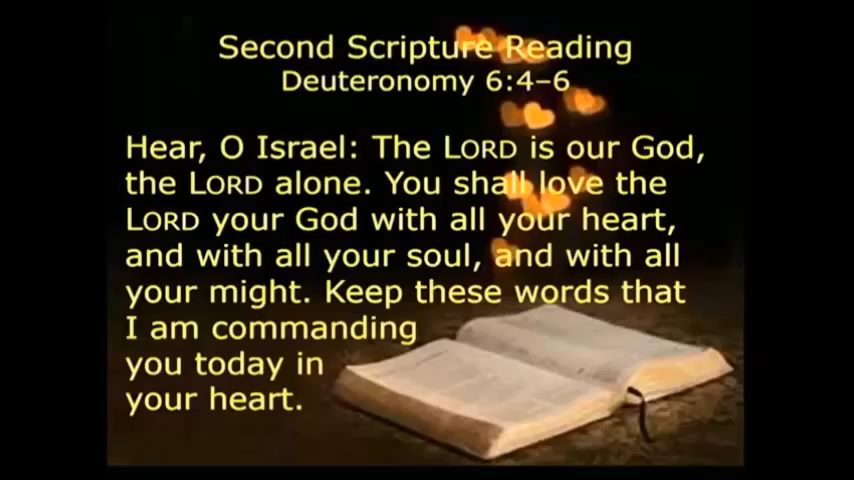 Second Scripture Reading
Deuteronomy 6:4–6
Hear, O Israel: The LORD is our God,
the LORD alone. You shall love the
LORD your God with all your heart,
and with all your soul, and with all
your might. Keep these words that
I am commanding
you today in
your heart.